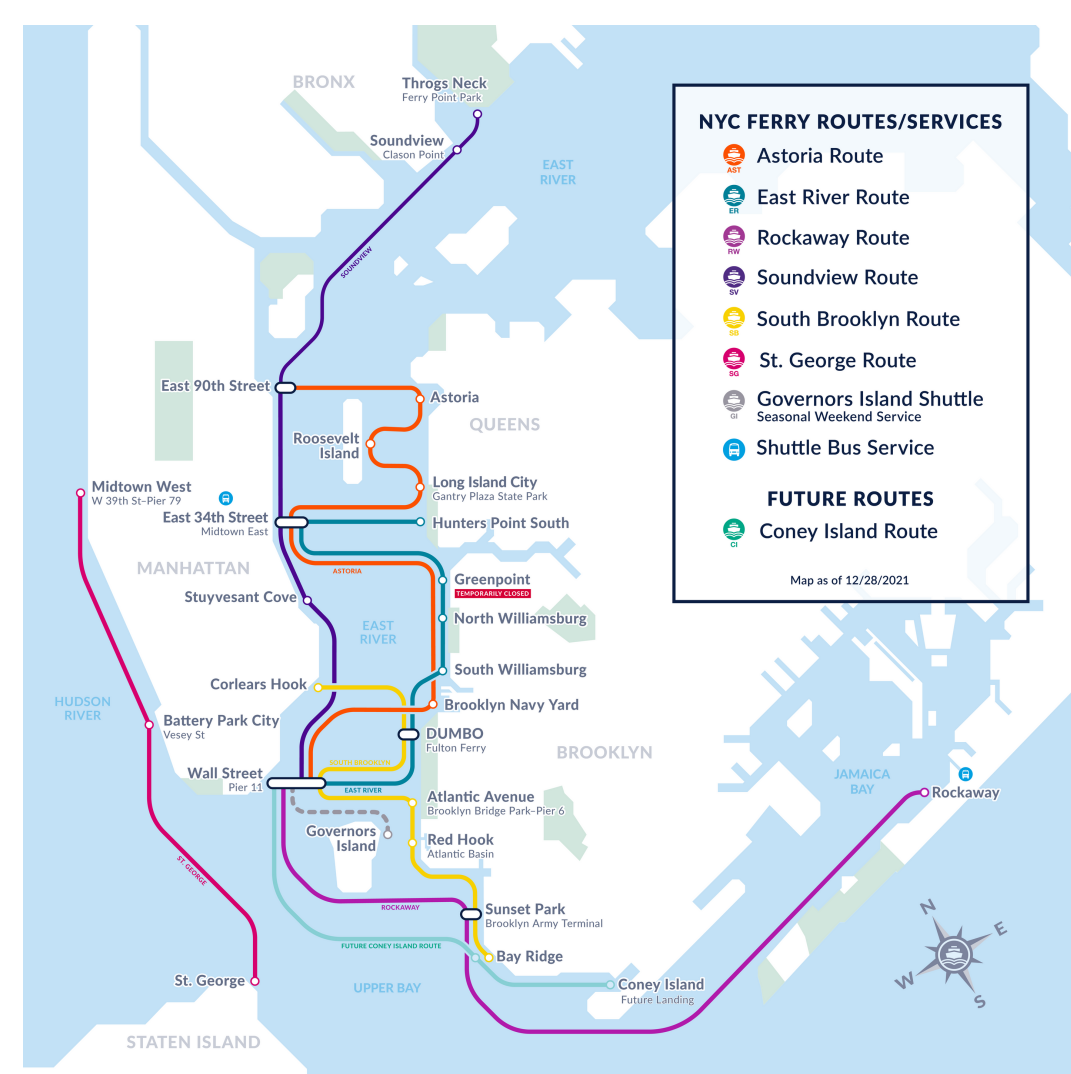 BRONX
Throgs Neck
Ferry Point Park
Soundview
Clason Point
EAST
RIVER
SOUNDVIEW
East 90th Street
Astoria
QUEENS
Roosevelt
Island
Long Island City
Gantry Plaza State Park
Midtown West
W 39th St–Pier 79
East 34th Street
Midtown East
Hunters Point South
MANHATTAN
ASTORIA
Greenpoint
TEMPORARILY CLOSED
Stuyvesant Cove
North Williamsburg
EAST
RIVER
South Williamsburg
Corlears Hook
HUDSON
RIVER
Brooklyn Navy Yard
Battery Park City
Vesey St
DUMBO
Fulton Ferry
BROOKLYN
SOUTH BROOKLYN
Wall Street
Pier 11
EAST RIVER
JAMAICA
BAY
Rockaway
Atlantic Avenue
Brooklyn Bridge Park–Pier 6
Governors
Island
Red Hook
Atlantic Basin
ST. GEORGE
ROCKAWAY
Sunset Park
Brooklyn Army Terminal
FUTURE CONEY ISLAND ROUTE
Bay Ridge
St. George
UPPER BAY
Coney Island
Future Landing
STATEN ISLAND
NYC FERRY ROUTES/SERVICES
AST
Astoria Route
ER
East River Route
RW
Rockaway Route
SV
Soundview Route
SB
South Brooklyn Route
SG
St. George Route
GI
Governors Island Shuttle
Seasonal Weekend Service
Shuttle Bus Service
FUTURE ROUTES
CI
Coney Island Route
Map as of 12/28/2021
N
E
W
S